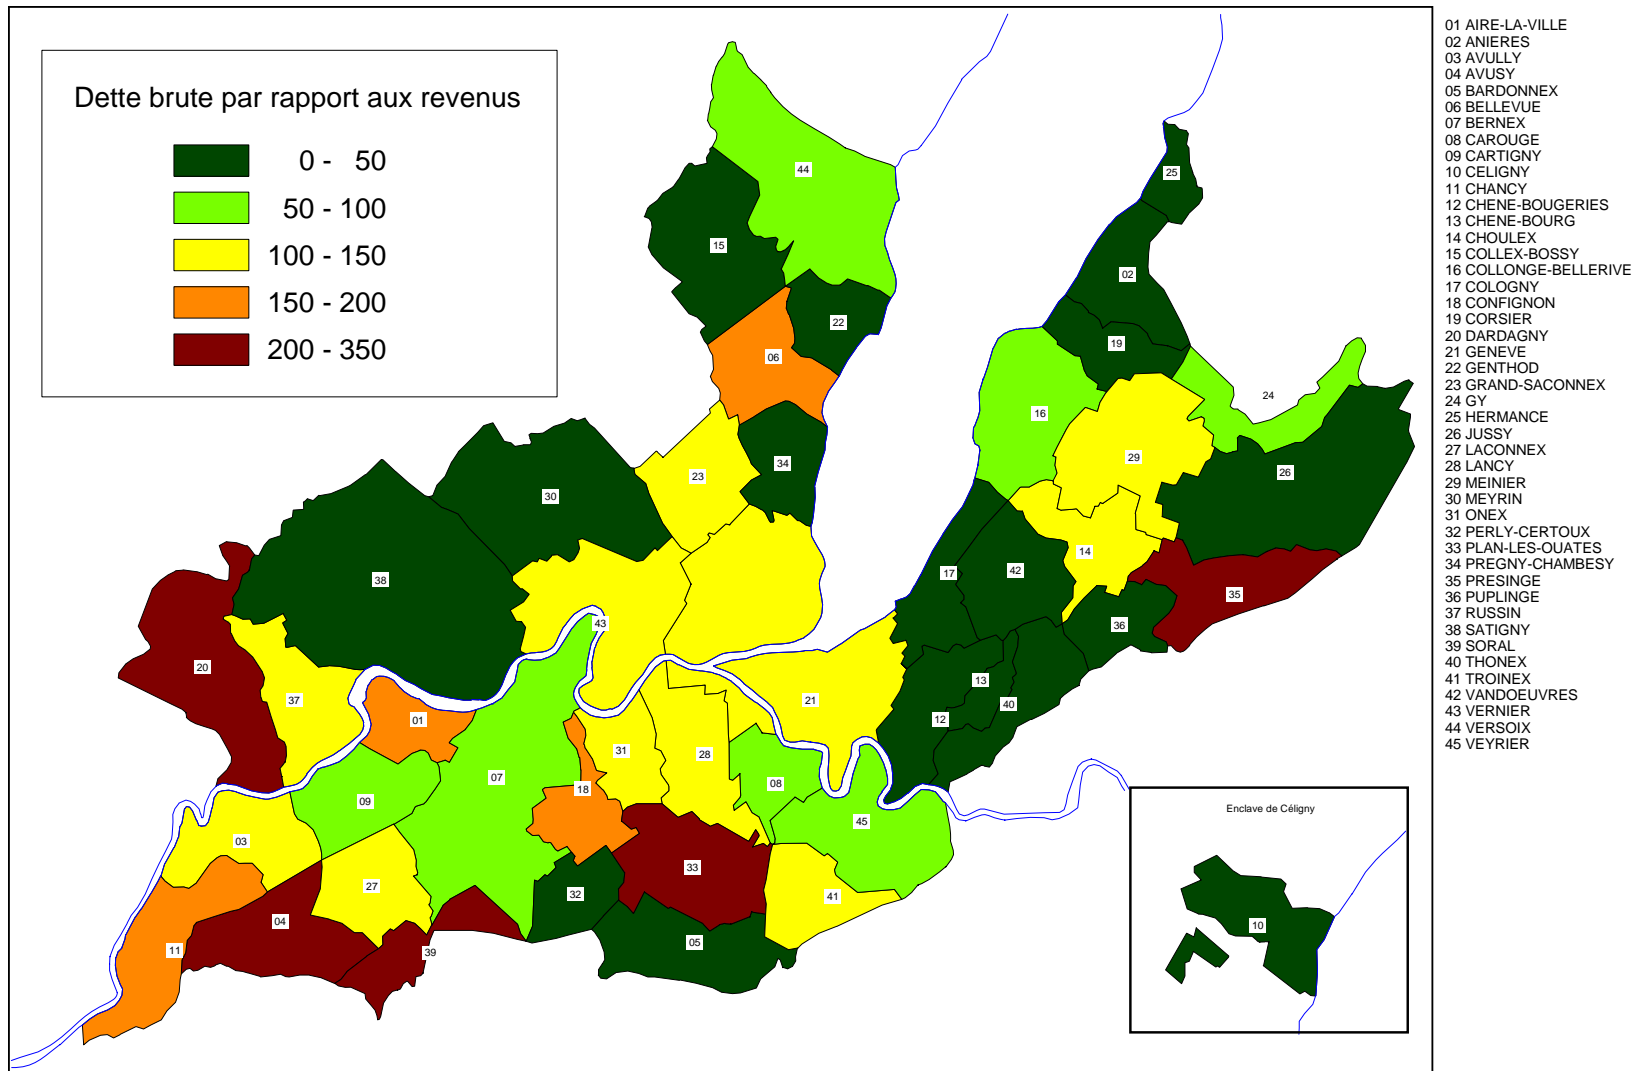 Dette brute par rapport aux revenus
0 - 50
50 - 100
100 - 150
150 - 200
200 - 350
44
25
15
02
22
19
06
24
16
34
29
26
23
30
14
17
42
38
35
43
36
20
13
37
40
21
01
12
31
28
07
08
18
09
45
03
33
27
32
41
04
05
11
39
Enclave de Céligny
10
01 AIRE-LA-VILLE
02 ANIERES
03 AVULLY
04 AVUSY
05 BARDONNEX
06 BELLEVUE
07 BERNEX
08 CAROUGE
09 CARTIGNY
10 CELIGNY
11 CHANCY
12 CHENE-BOUGERIES
13 CHENE-BOURG
14 CHOULEX
15 COLLEX-BOSSY
16 COLLONGE-BELLERIVE
17 COLOGNY
18 CONFIGNON
19 CORSIER
20 DARDAGNY
21 GENEVE
22 GENTHOD
23 GRAND-SACONNEX
24 GY
25 HERMANCE
26 JUSSY
27 LACONNEX
28 LANCY
29 MEINIER
30 MEYRIN
31 ONEX
32 PERLY-CERTOUX
33 PLAN-LES-OUATES
34 PREGNY-CHAMBESY
35 PRESINGE
36 PUPLINGE
37 RUSSIN
38 SATIGNY
39 SORAL
40 THONEX
41 TROINEX
42 VANDOEUVRES
43 VERNIER
44 VERSOIX
45 VEYRIER